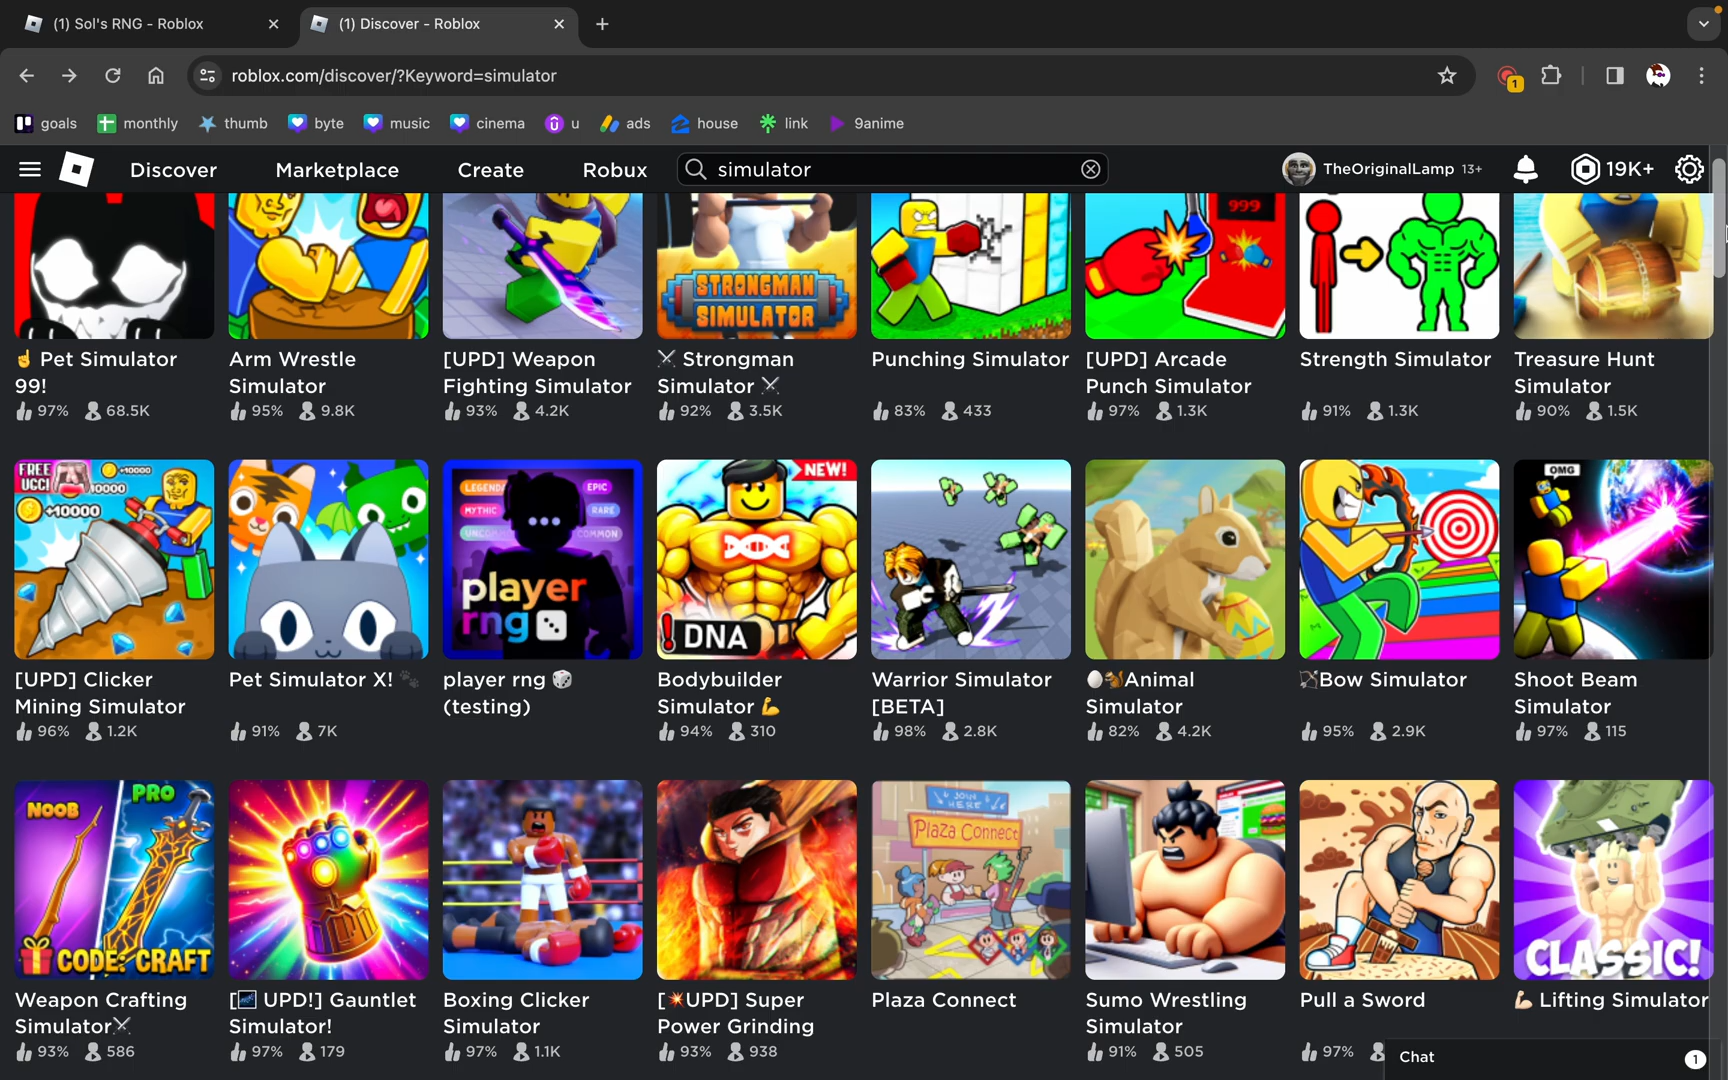 (1) Sol's RNG - Roblox
(1) Discover - Roblox
roblox.com/discover/?Keyword=simulator
1
goals
monthly
thumb
byte
music
cinema
u
ads
house
link
9anime
Discover
Marketplace
Create
Robux
simulator
TheOriginalLamp 13+
19K+
STRONGMAN
SIMULATOR
999
☝ Pet Simulator
99!
97% 68.5K
Arm Wrestle
Simulator
95% 9.8K
[UPD] Weapon
Fighting Simulator
93% 4.2K
⚔ Strongman
Simulator ⚔
92% 3.5K
Punching Simulator
83% 433
[UPD] Arcade
Punch Simulator
97% 1.3K
Strength Simulator
91% 1.3K
Treasure Hunt
Simulator
90% 1.5K
FREE
UGC!
+10000
10000
+10000
LEGEND
EPIC
MYTHIC
RARE
UNCOMM
COMMON
player
rng
NEW!
! DNA
OMG
[UPD] Clicker
Mining Simulator
96% 1.2K
Pet Simulator X! 🐾
91% 7K
player rng 🎲
(testing)
Bodybuilder
Simulator 💪
94% 310
Warrior Simulator
[BETA]
98% 2.8K
🥚🐿Animal
Simulator
82% 4.2K
🏹Bow Simulator
95% 2.9K
Shoot Beam
Simulator
97% 115
NOOB
PRO
CODE: CRAFT
JOIN
HERE
Plaza Connect
CLASSIC!
Weapon Crafting
Simulator⚔
93% 586
[🌌 UPD!] Gauntlet
Simulator!
97% 179
Boxing Clicker
Simulator
97% 1.1K
[💥UPD] Super
Power Grinding
93% 938
Plaza Connect
Sumo Wrestling
Simulator
91% 505
Pull a Sword
97%
💪🏻 Lifting Simulator
Chat
1